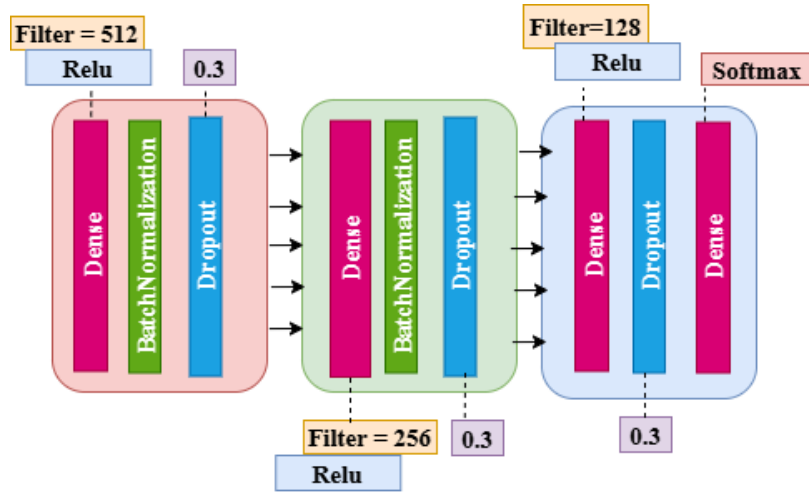 Filter = 512
Relu
0.3
Filter=128
Relu
Softmax
Dense
BatchNormalization
Dropout
Dense
BatchNormalization
Dropout
Dense
Dropout
Dense
Filter = 256
Relu
0.3
0.3